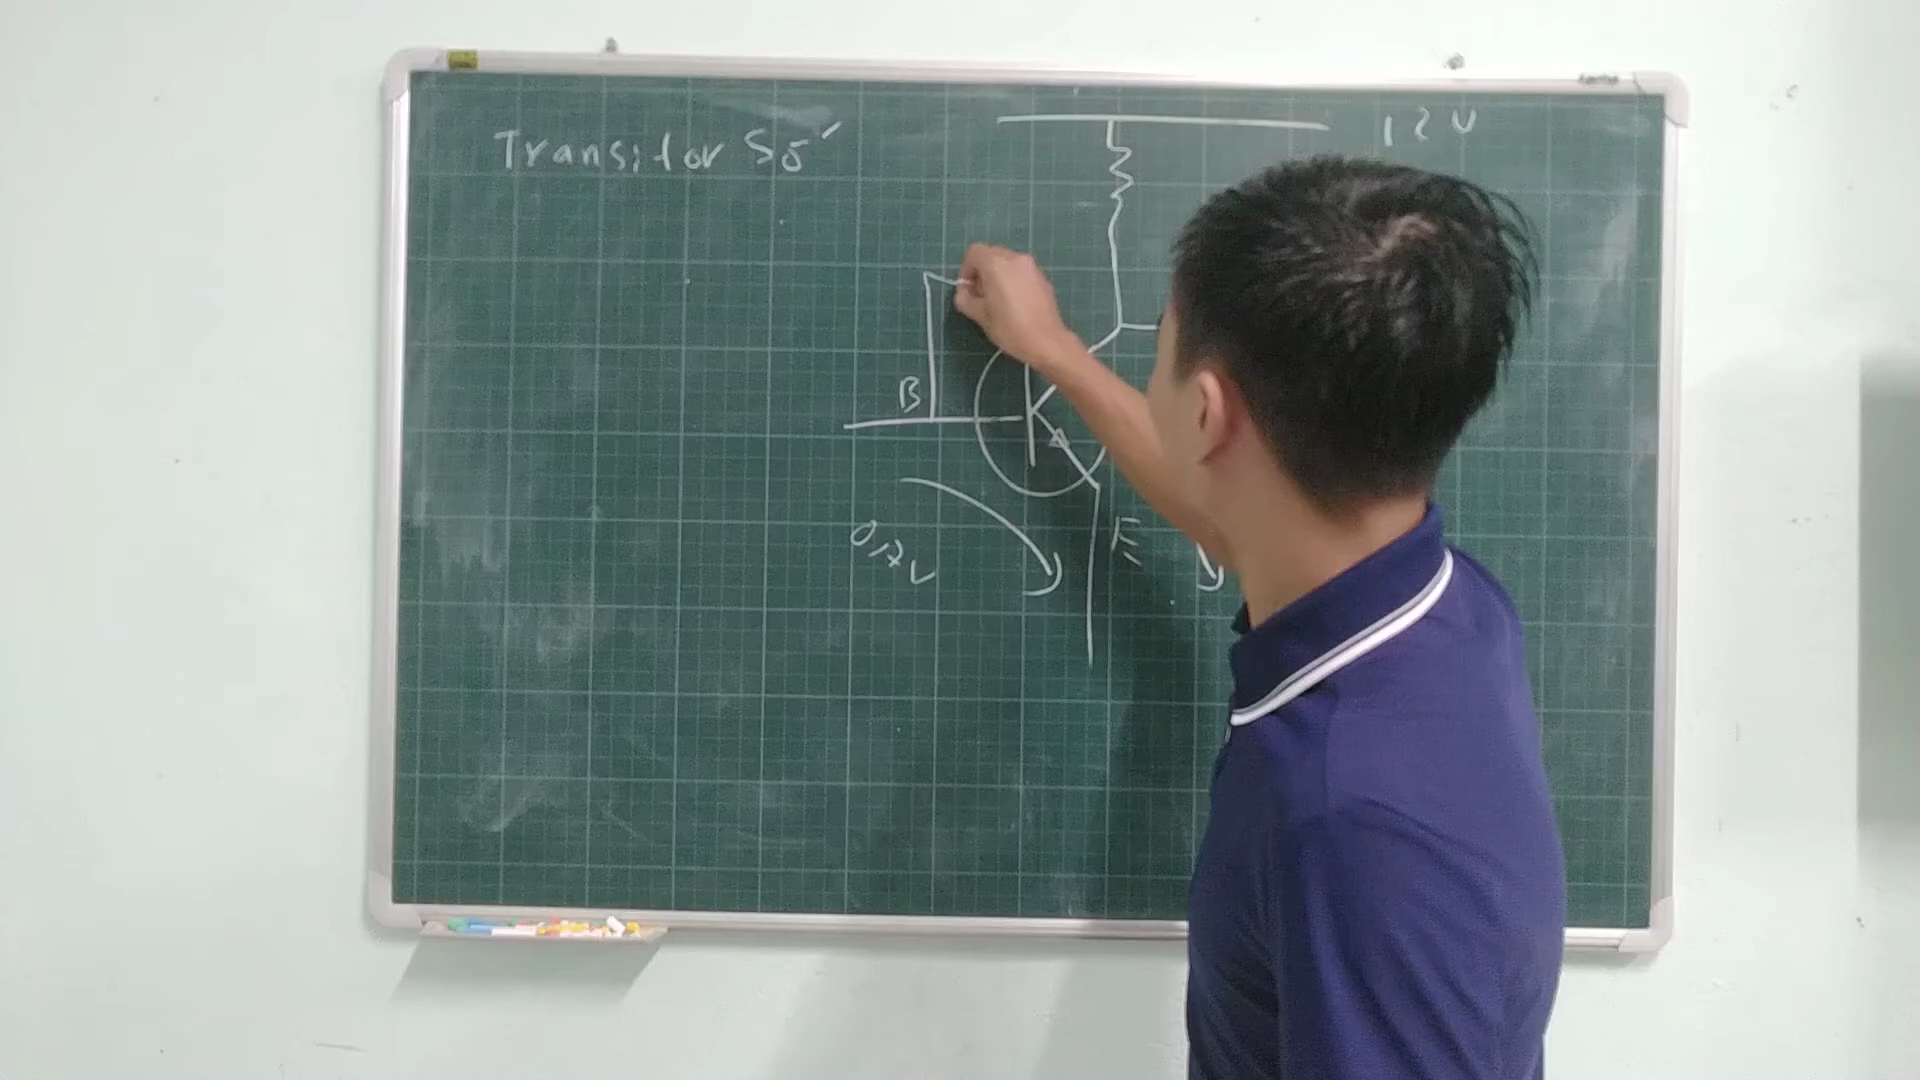 Transitor Số
12V
B
0,7V
E